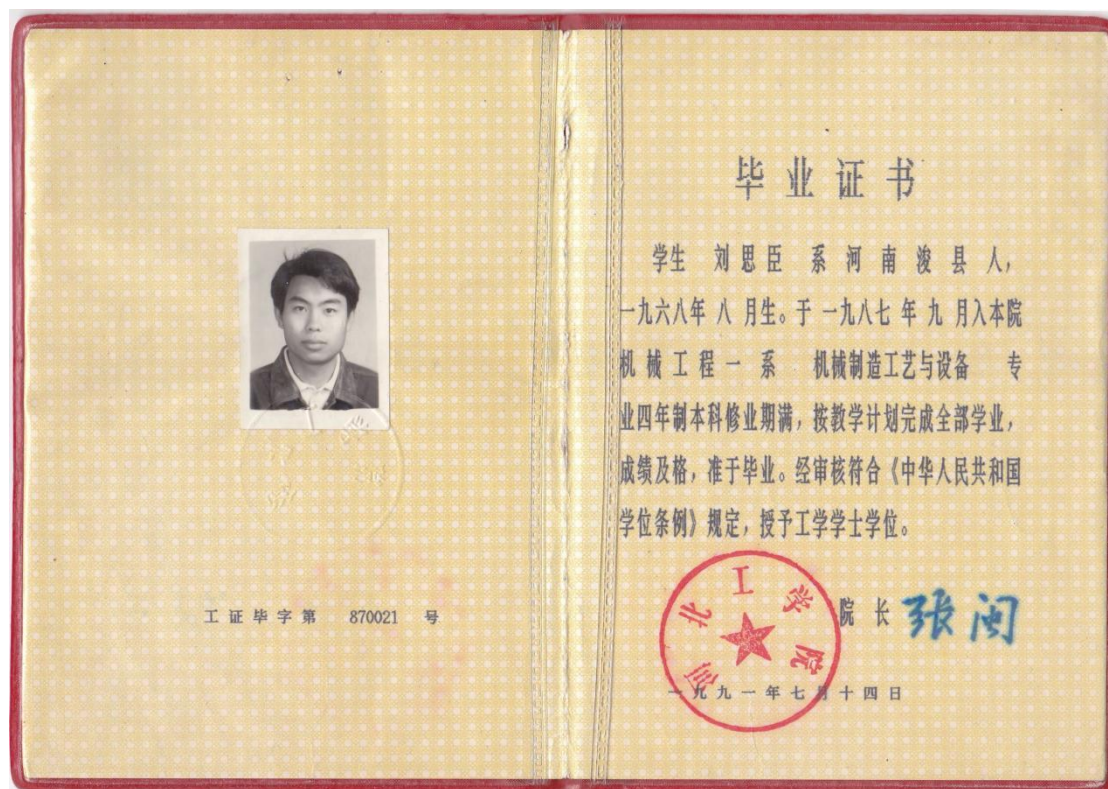 工证毕字第 870021 号
毕业证书
学生 刘思臣 系 河 南 浚 县 人,
一九六八年 八 月生。于 一九八七 年 九 月入本院
机 械 工 程 一 系 机械制造工艺与设备 专
业四年制本科修业期满,按教学计划完成全部学业,
成绩及格,准于毕业。经审核符合《中华人民共和国
学位条例》规定,授予工学学士学位。
河北工学院
院 长 张闽
一九九一年七月十四日